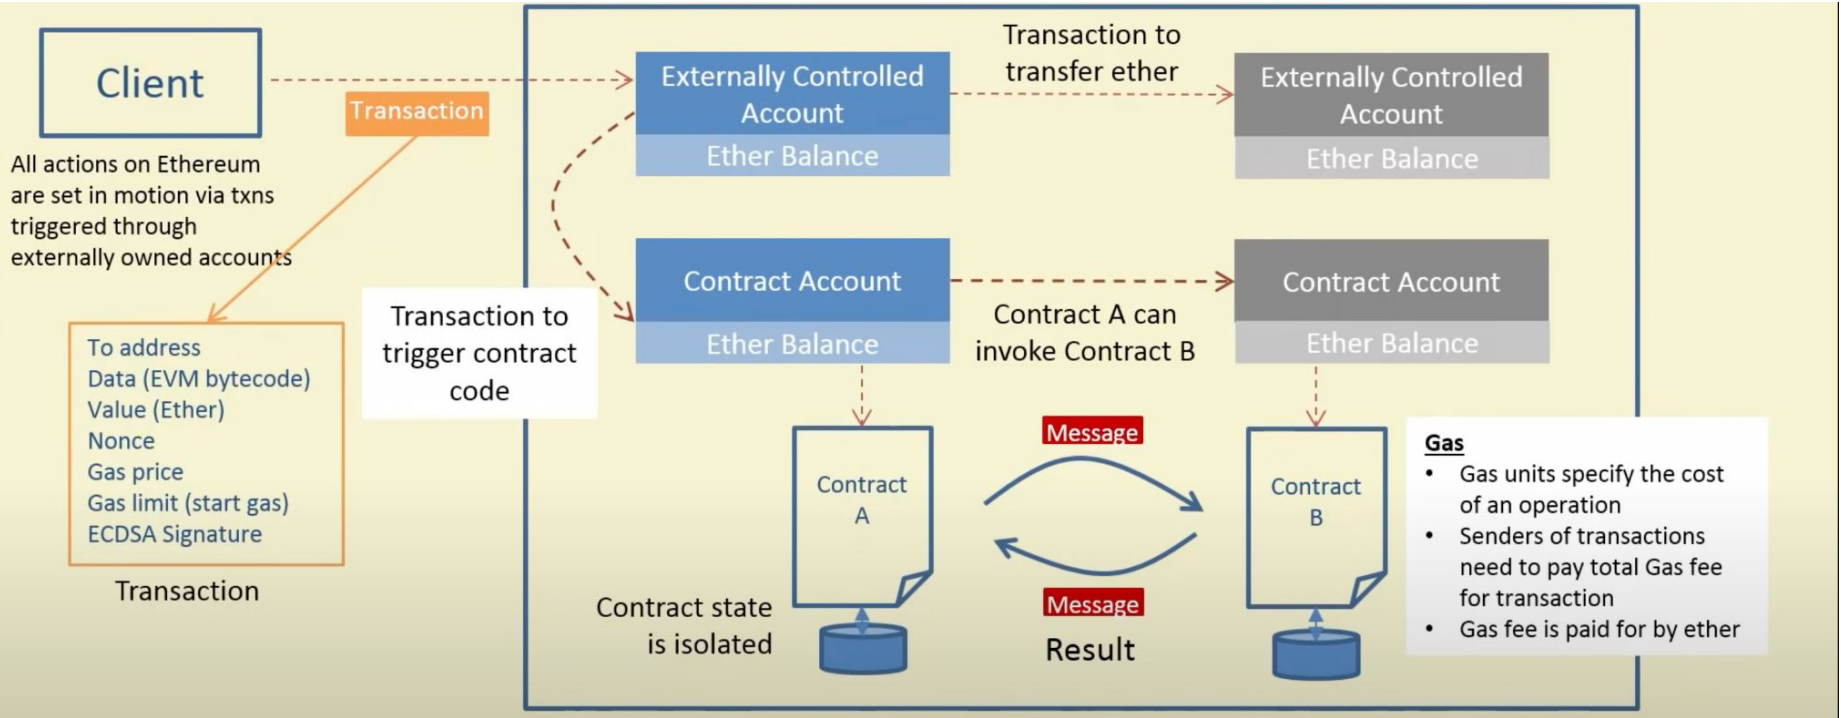 Client
Transaction
All actions on Ethereum
are set in motion via txns
triggered through
externally owned accounts
To address
Data (EVM bytecode)
Value (Ether)
Nonce
Gas price
Gas limit (start gas)
ECDSA Signature
Transaction
Transaction to
trigger contract
code
Externally Controlled
Account
Ether Balance
Transaction to
transfer ether
Externally Controlled
Account
Ether Balance
Contract Account
Ether Balance
Contract A can
invoke Contract B
Contract Account
Ether Balance
Contract
A
Message
Contract
B
Message
Result
Contract state
is isolated
Gas
• Gas units specify the cost
of an operation
• Senders of transactions
need to pay total Gas fee
for transaction
• Gas fee is paid for by ether